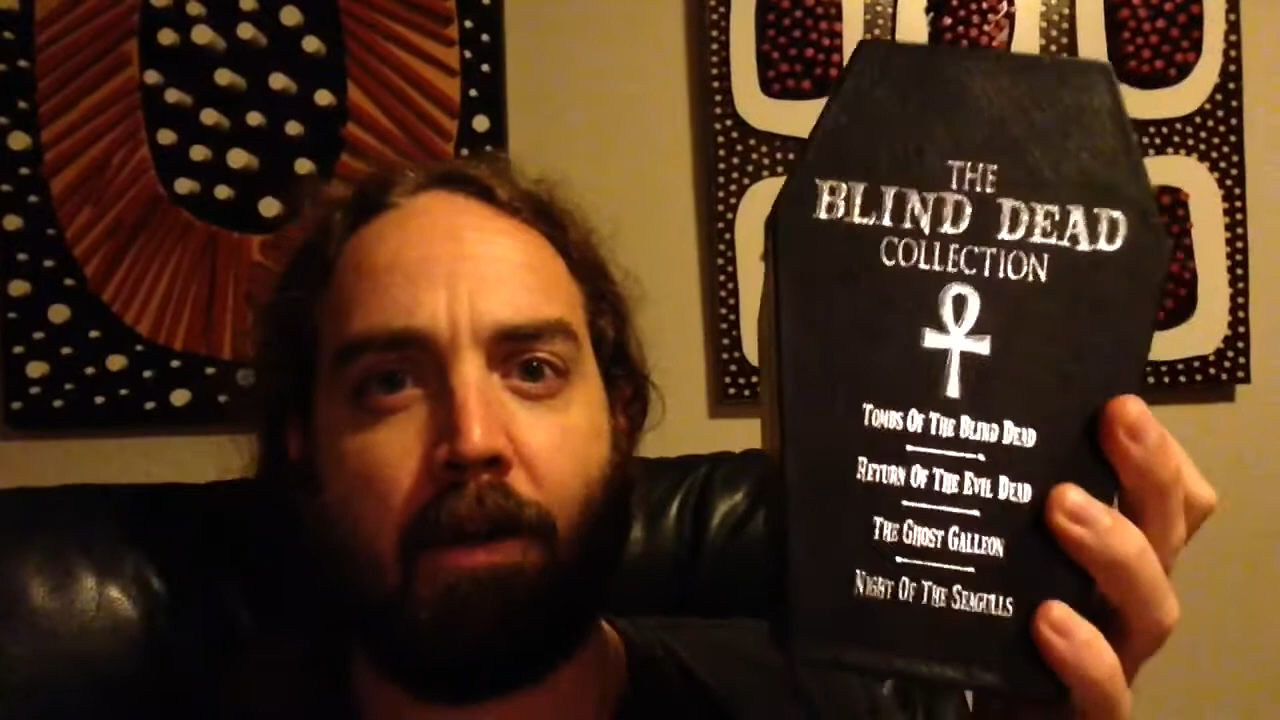 THE
BLIND DEAD
COLLECTION
TOMBS OF THE BLIND DEAD
RETURN OF THE EVIL DEAD
THE GHOST GALLEON
NIGHT OF THE SEAGULLS